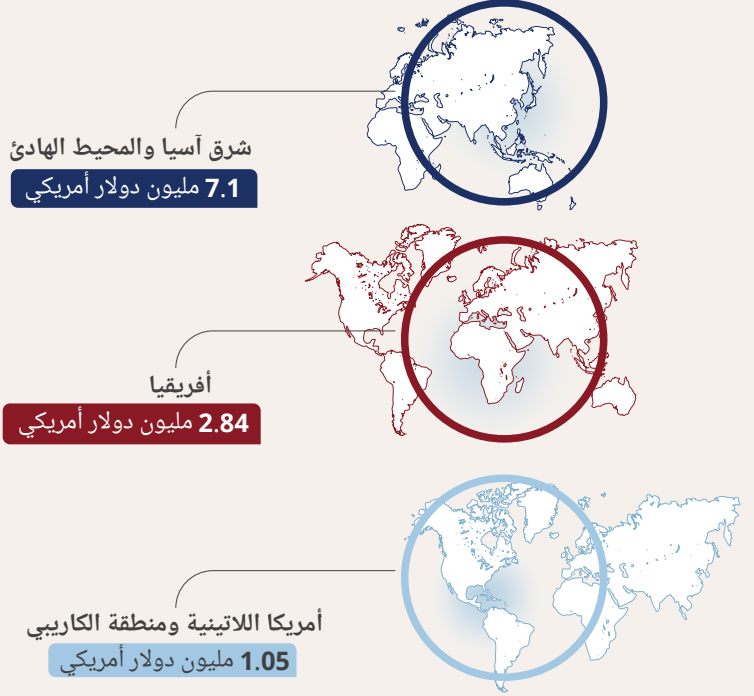 شرق آسيا والمحيط الهادئ
7.1 مليون دولار أمريكي
أفريقيا
2.84 مليون دولار أمريكي
أمريكا اللاتينية ومنطقة الكاريبي
1.05 مليون دولار أمريكي